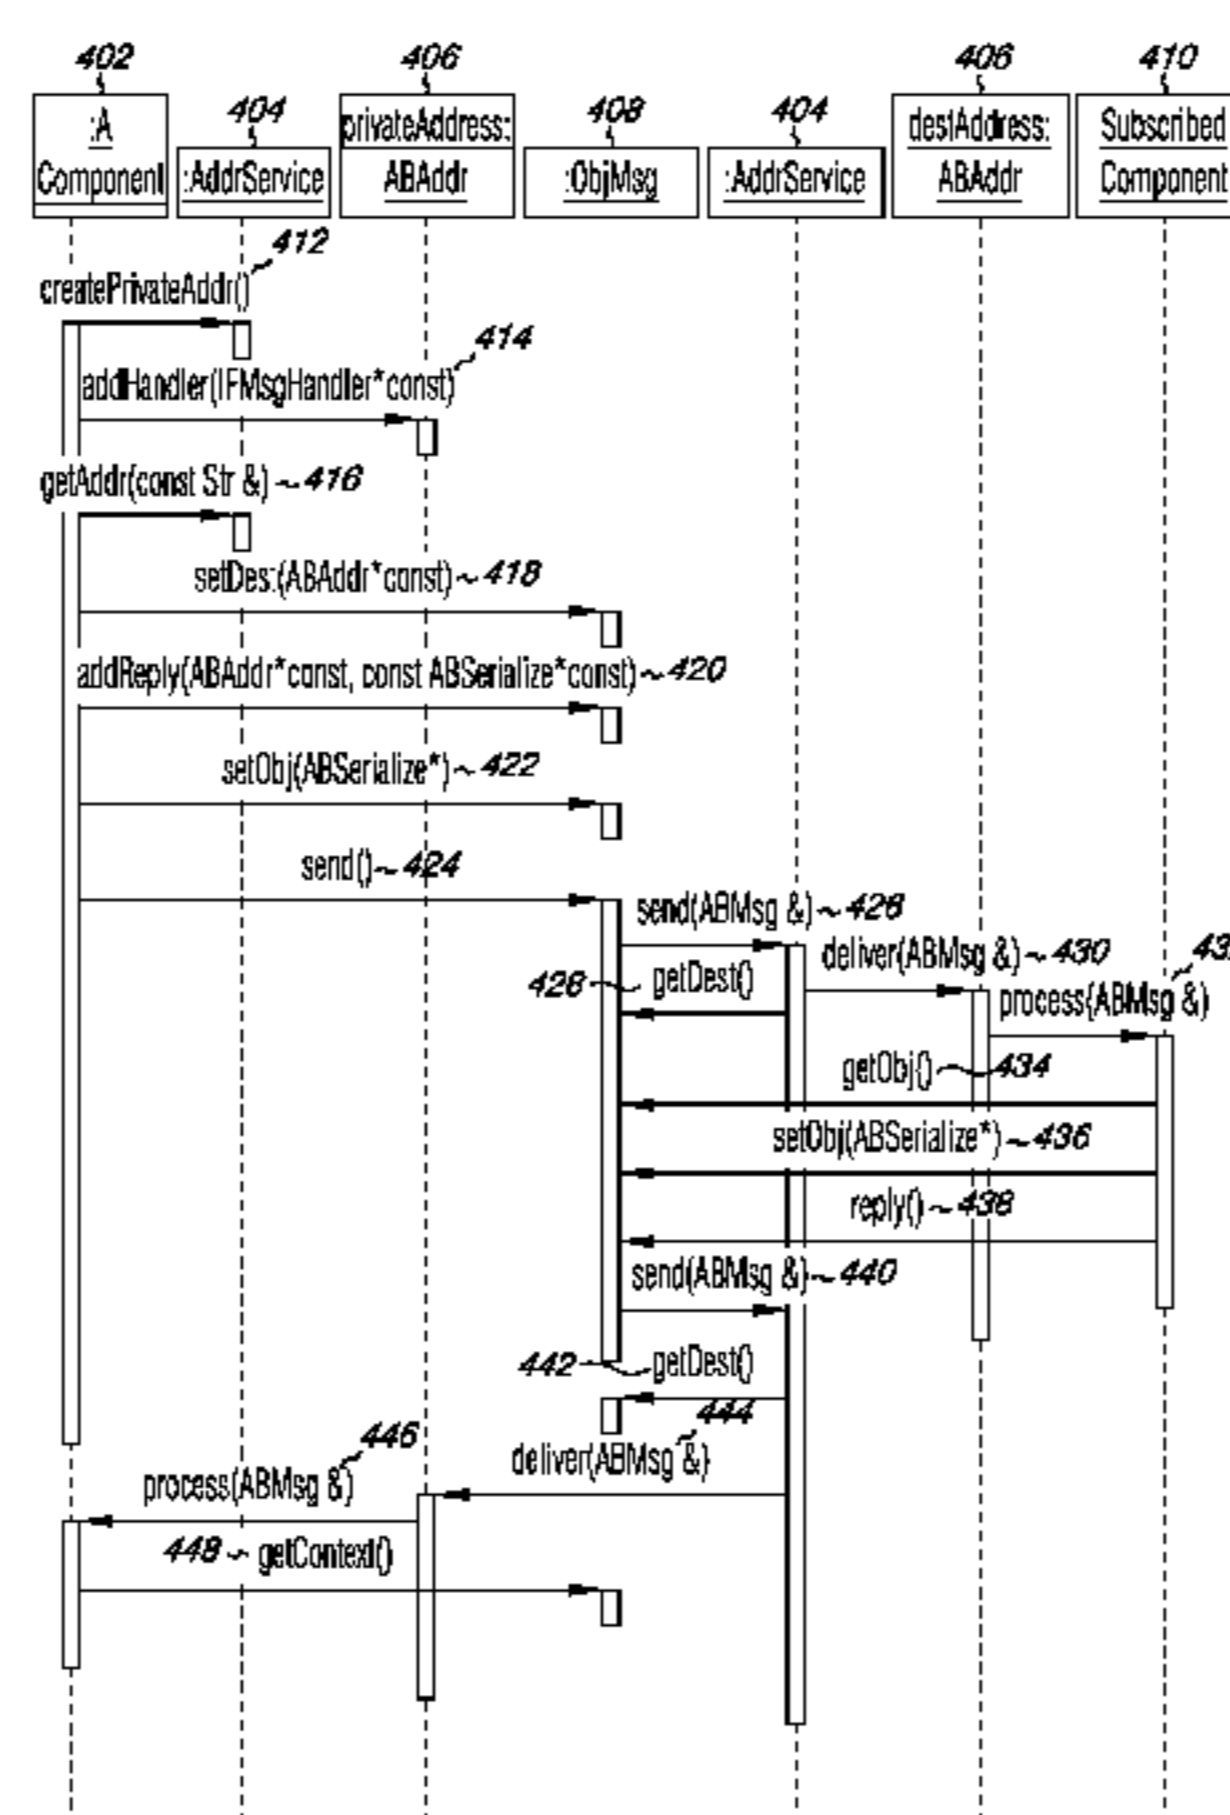 402
406
406
410
404
408
404
:A
Component
:AddrService
privateAddress:
ABAddr
:ObjMsg
:AddrService
destAddress:
ABAddr
Subscribed
Component
412
createPrivateAddr()
414
addHandler(IFMsgHandler*const)
getAddr(const Str &) ~ 416
setDest(ABAddr*const) ~ 418
addReply(ABAddr*const, const ABSerialize*const) ~ 420
setObj(ABSerialize*) ~ 422
send() ~ 424
send(ABMsg &) ~ 426
deliver(ABMsg &) ~ 430
428 ~ getDest()
process(ABMsg &)
getObj() ~ 434
setObj(ABSerialize*) ~ 436
reply() ~ 438
send(ABMsg &) ~ 440
442 ~ getDest()
444
deliver(ABMsg &)
446
process(ABMsg &)
448 ~ getContext()